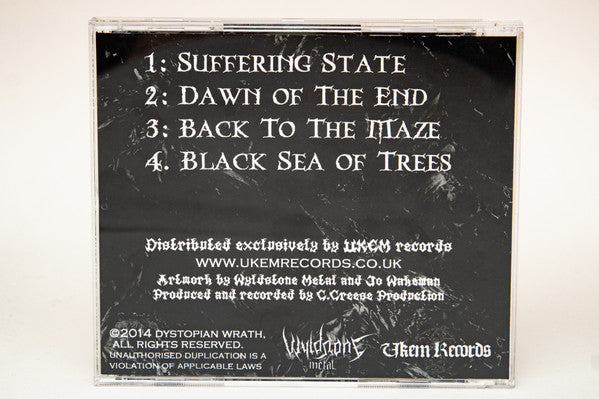 1: Suffering State
2: Dawn of The End
3: Back To The Maze
4. Black Sea of Trees
Distributed exclusively by UKEM records
WWW.UKEMRECORDS.CO.UK
Artwork by Wyldstone Metal and Jo Wakeman
Produced and recorded by C.Creese Production
©2014 DYSTOPIAN WRATH,
ALL RIGHTS RESERVED.
UNAUTHORISED DUPLICATION IS A
VIOLATION OF APPLICABLE LAWS
Wyldstone
metal
Ukem Records